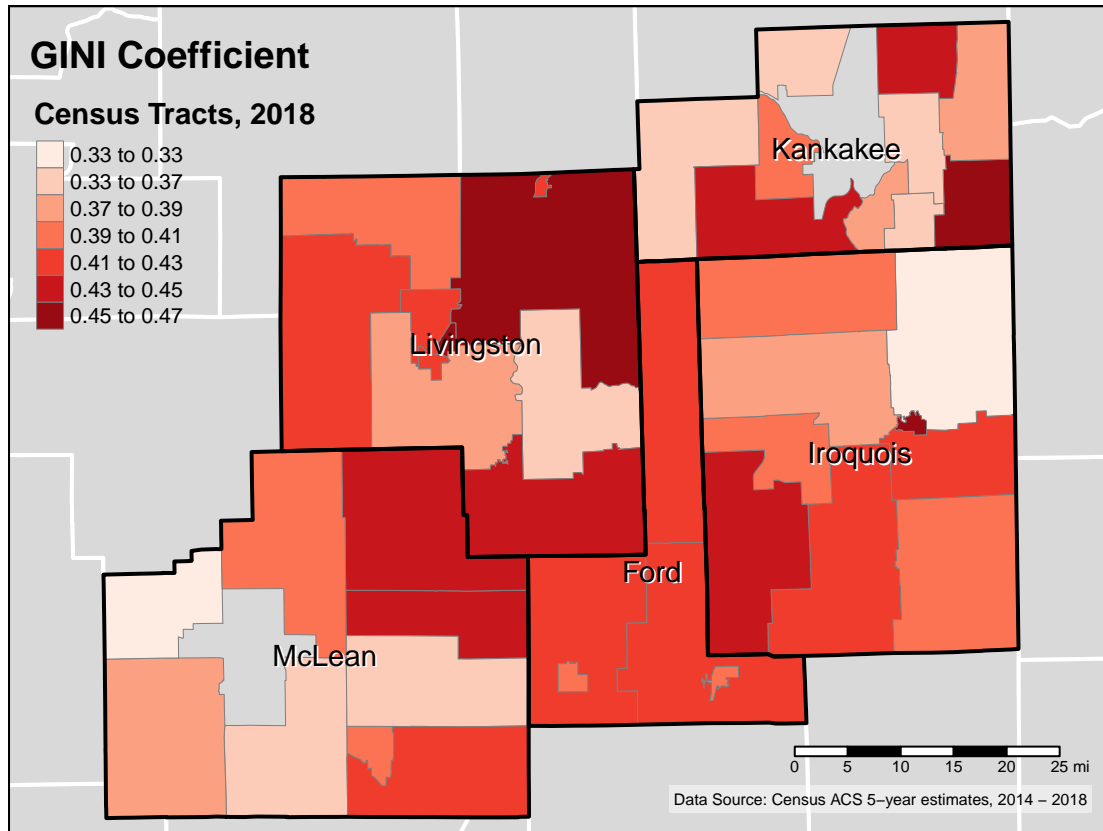 GINI Coefficient
Census Tracts, 2018
0.33 to 0.33
0.33 to 0.37
0.37 to 0.39
0.39 to 0.41
0.41 to 0.43
0.43 to 0.45
0.45 to 0.47
Kankakee
Livingston
Iroquois
Ford
McLean
0 5 10 15 20 25 mi
Data Source: Census ACS 5−year estimates, 2014 − 2018